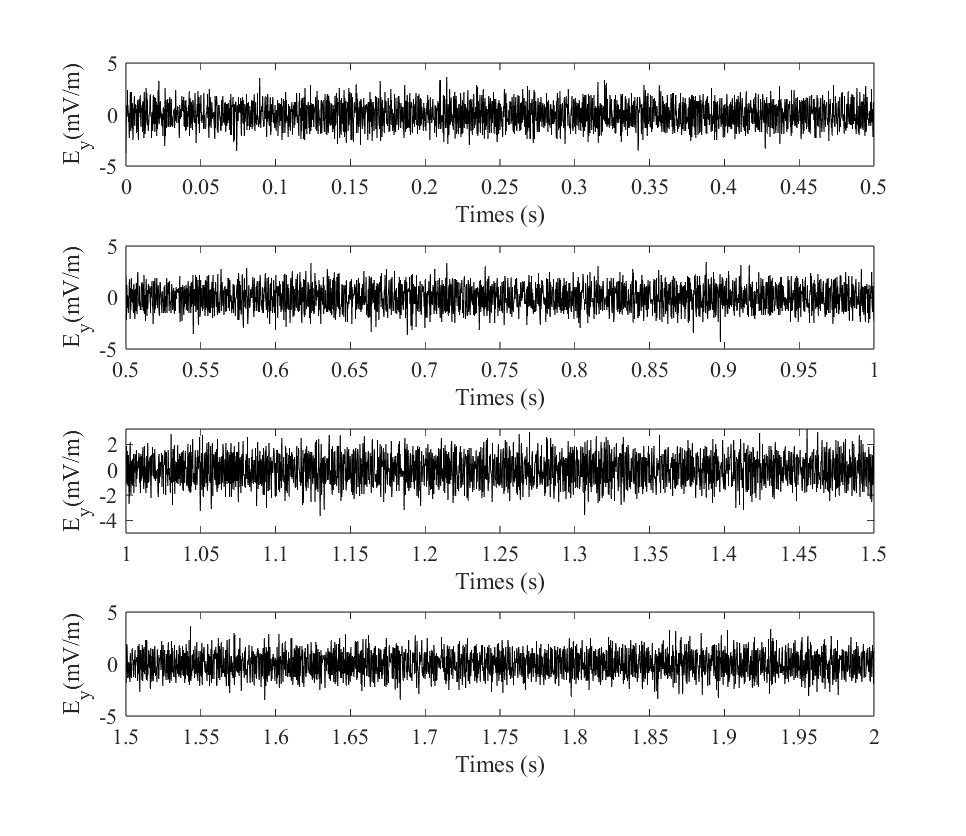 E_y(mV/m)
5
0
-5
0 0.05 0.1 0.15 0.2 0.25 0.3 0.35 0.4 0.45 0.5
Times (s)
E_y(mV/m)
5
0
-5
0.5 0.55 0.6 0.65 0.7 0.75 0.8 0.85 0.9 0.95 1
Times (s)
E_y(mV/m)
2
0
-2
-4
1 1.05 1.1 1.15 1.2 1.25 1.3 1.35 1.4 1.45 1.5
Times (s)
E_y(mV/m)
5
0
-5
1.5 1.55 1.6 1.65 1.7 1.75 1.8 1.85 1.9 1.95 2
Times (s)